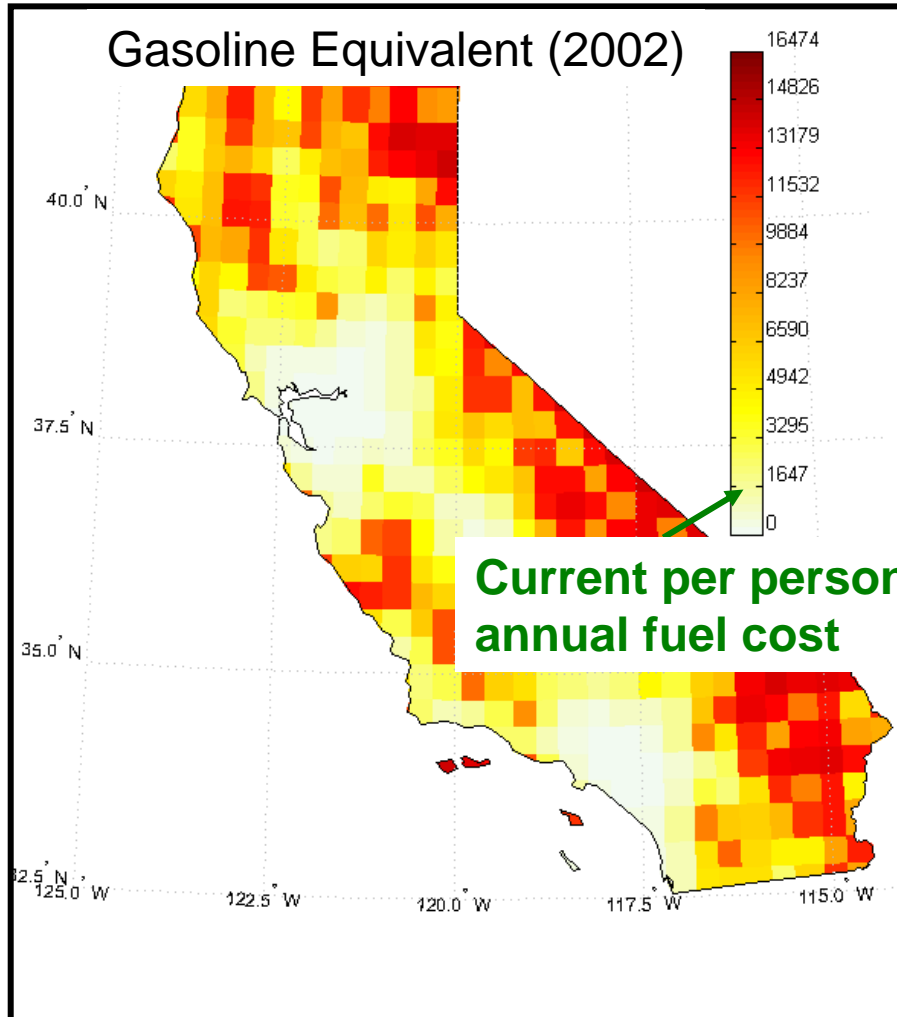 Gasoline Equivalent (2002)
16474
14826
13179
11532
9884
8237
6590
4942
3295
1647
0
40.0° N
37.5° N
35.0° N
32.5° N
Current per person
annual fuel cost
125.0° W
122.5° W
120.0° W
117.5° W
115.0° W